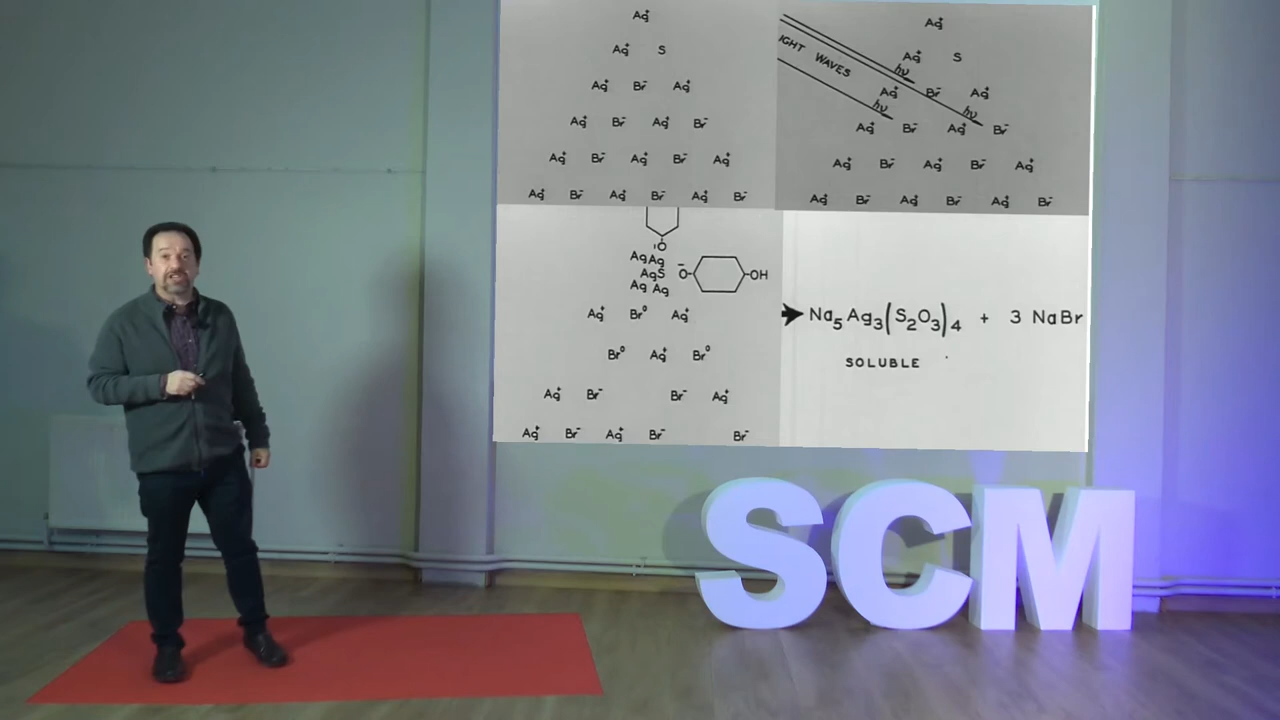 Ag⁺
Ag⁺ S
Ag⁺ Br⁻ Ag⁺
Ag⁺ Br⁻ Ag⁺ Br⁻
Ag⁺ Br⁻ Ag⁺ Br⁻ Ag⁺
Ag⁺ Br⁻ Ag⁺ Br⁻ Ag⁺ Br⁻
Ag⁺
IGHT WAVES hν Ag⁺ S
Ag⁺ Br⁻ Ag⁺
hν hν
Ag⁺ Br⁻ Ag⁺ Br⁻
Ag⁺ Br⁻ Ag⁺ Br⁻ Ag⁺
Ag⁺ Br⁻ Ag⁺ Br⁻ Ag⁺ Br⁻
O
Ag Ag
Ag S ⁻O OH
Ag Ag
Ag⁺ Br⁰ Ag⁺
Br⁰ Ag⁺ Br⁰
Ag⁺ Br⁻ Br⁻ Ag⁺
Ag⁺ Br⁻ Ag⁺ Br⁻ Br⁻
Na₅Ag₃(S₂O₃)₄ + 3 NaBr
SOLUBLE
SCM